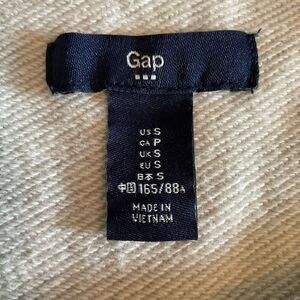 Gap
US S
CA P
UK S
EU S
日本 S
中国 165/88A
MADE IN
VIETNAM